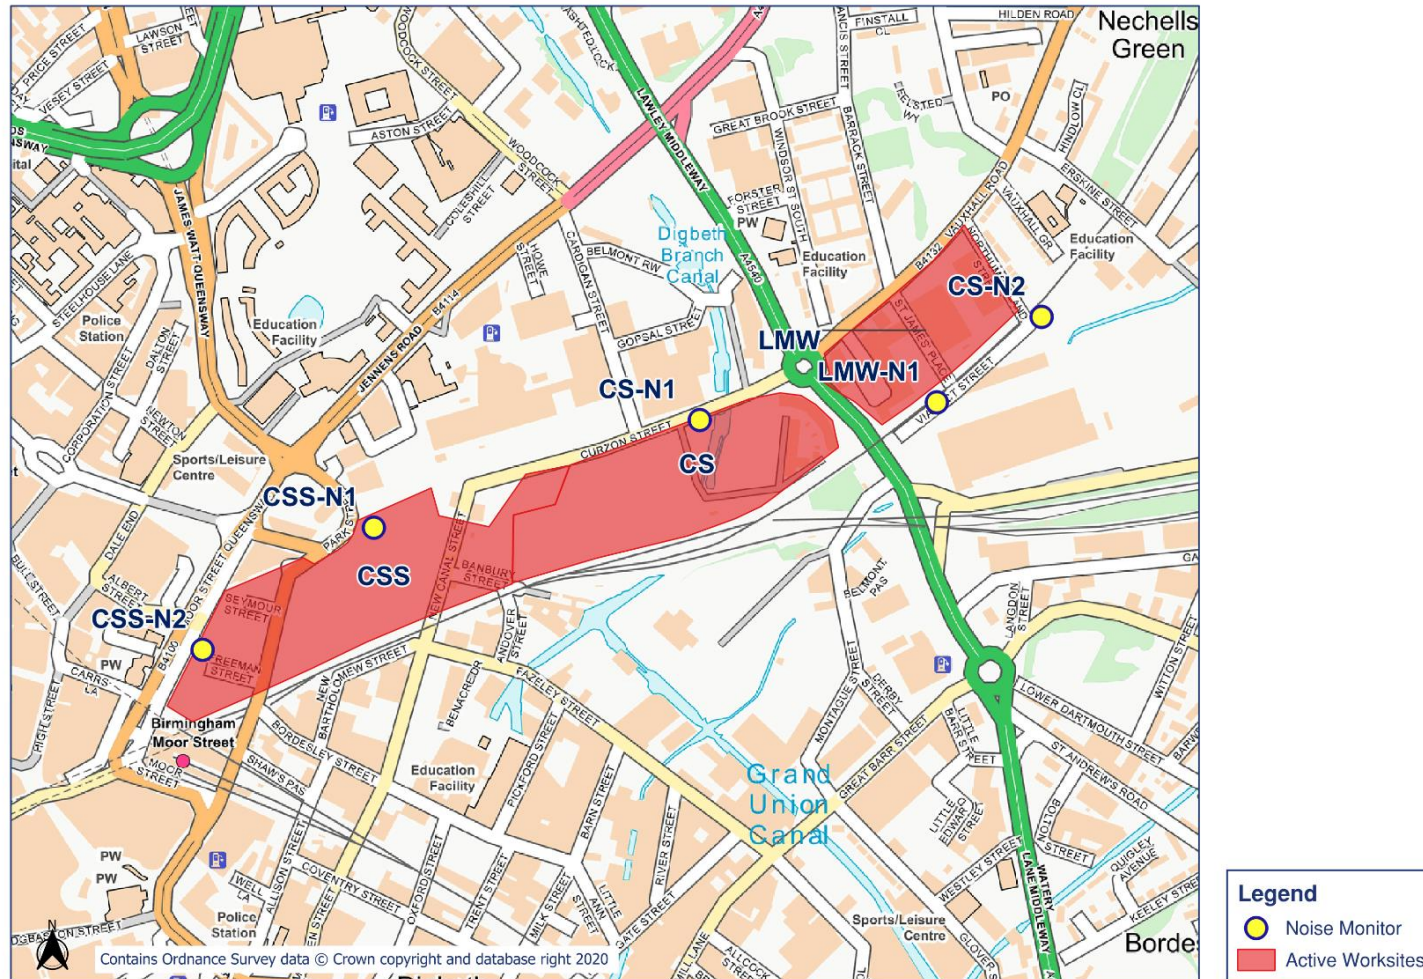 Nechells
Green
HILDEN ROAD
FINSTALL
CL
LAWSON
STREET
PRICE STREET
VESEY STREET
WOODCOCK STREET
ASTON STREET
WOODCOCK
STREET
COLESHILL
STREET
LAWLEY MIDDLEWAY
GREAT BROOK STREET
WINDSOR ST SOUTH
BARRACK STREET
PO
HINDLOW CL
ERSKINE STREET
VAUXHALL ROAD
VAUXHALL GR
B4132
FORSTER
STREET
PW
Education
Facility
Education
Facility
JAMES WATT QUEENSWAY
STEELHOUSE LANE
Police
Station
DALTON
STREET
NEWTON
STREET
CORPORATION STREET
Education
Facility
JENNENS ROAD
B4114
HOWE
STREET
CARDIGAN STREET
BELMONT RW
GOPSAL STREET
Digbeth
Branch
Canal
A4540
LMW
LMW-N1
CS-N2
ST JAMES' PLACE
CS-N1
CURZON STREET
CS
Sports/Leisure
Centre
CSS-N1
CSS
CSS-N2
DALE END
ALBERT
STREET
BULL STREET
SEYMOUR
STREET
FREEMAN
STREET
B4100
NEW CANAL STREET
BANBURY
STREET
ANDOVER
STREET
PW
CARRS
LA
HIGH STREET
Birmingham
Moor Street
MOOR
STREET
NEW
BARTHOLOMEW STREET
BORDESLEY STREET
SHAW'S PAS
FAZELEY STREET
Education
Facility
PICKFORD STREET
BARN STREET
RIVER STREET
Grand
Union
Canal
BELMONT
PAS
MONTAGUE STREET
DERBY
STREET
GREAT BARR STREET
LITTLE
BARR STREET
LANGDON
STREET
LOWER DARTMOUTH STREET
ST ANDREW'S ROAD
WITTON STREET
BOLTON
STREET
LITTLE
EDWARD
STREET
WESTLEY STREET
QUIGLEY
AVENUE
WATERY
LANE MIDDLEWAY
PW
PW
ALLISON STREET
COVENTRY STREET
OXFORD STREET
TRENT STREET
MILK STREET
LITTLE
ANN
STREET
Police
Station
Sports/Leisure
Centre
ALLCOCK
STREET
N
Contains Ordnance Survey data © Crown copyright and database right 2020
Legend
Noise Monitor
Active Worksites